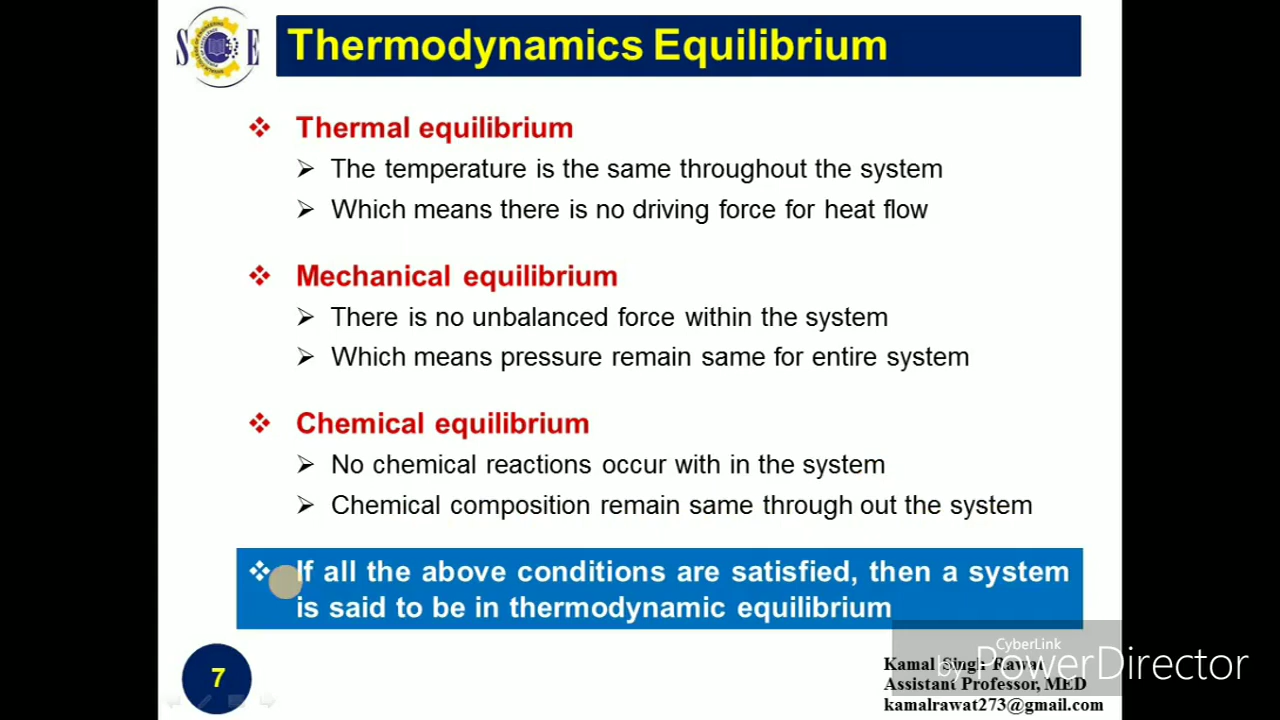 S C E
Thermodynamics Equilibrium
Thermal equilibrium
The temperature is the same throughout the system
Which means there is no driving force for heat flow
Mechanical equilibrium
There is no unbalanced force within the system
Which means pressure remain same for entire system
Chemical equilibrium
No chemical reactions occur with in the system
Chemical composition remain same through out the system
If all the above conditions are satisfied, then a system
is said to be in thermodynamic equilibrium
7
Kamal Singh Rawat
Assistant Professor, MED
kamalrawat273@gmail.com
CyberLink
by PowerDirector